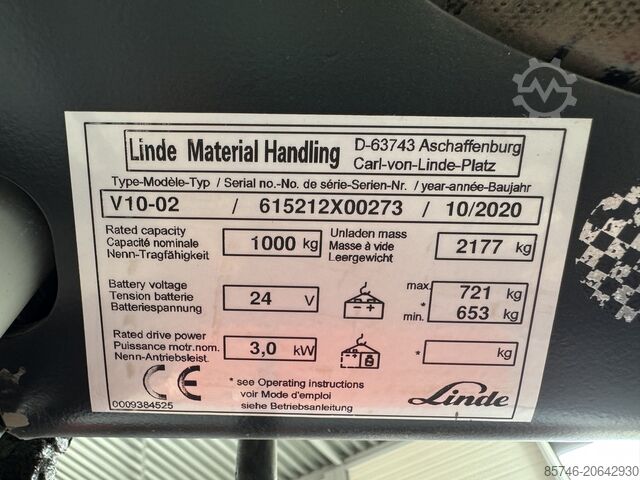 Linde Material Handling
D-63743 Aschaffenburg
Carl-von-Linde-Platz
Type-Modèle-Typ / Serial no.-No. de série-Serien-Nr. / year-année-Baujahr
V10-02 / 615212X00273 / 10/2020
Rated capacity
Capacité nominale
Nenn-Tragfähigkeit
1000 kg
Unladen mass
Masse à vide
Leergewicht
2177 kg
Battery voltage
Tension batterie
Batteriespannung
24 V
max. 721 kg
*
min. 653 kg
Rated drive power
Puissance motr.nom.
Nenn-Antriebsleist.
3,0 kW
* kg
CE
0009384525
* see Operating instructions
voir Mode d'emploi
siehe Betriebsanleitung
Linde
85746-20642930